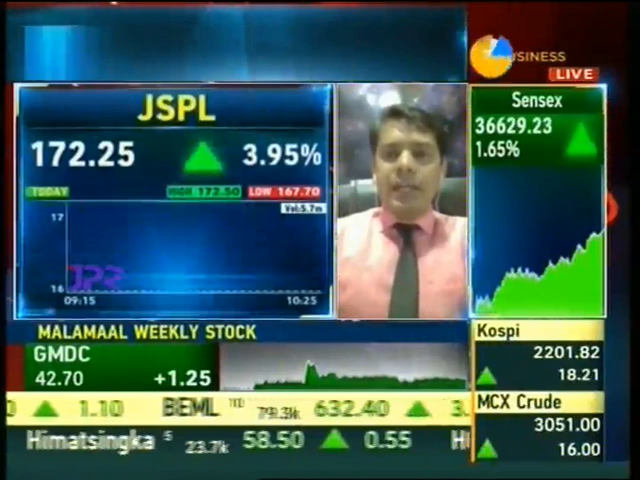 BUSINESS
LIVE
JSPL
172.25 3.95%
TODAY HIGH 172.50 LOW 167.70
Vol:5.7m
17
16
09:15 10:25
Sensex
36629.23
1.65%
MALAMAAL WEEKLY STOCK
GMDC
42.70 +1.25
Kospi
2201.82
18.21
MCX Crude
3051.00
16.00
1.10 BEML 79.3k 632.40
Himatsingka 5 23.7k 58.50 0.55